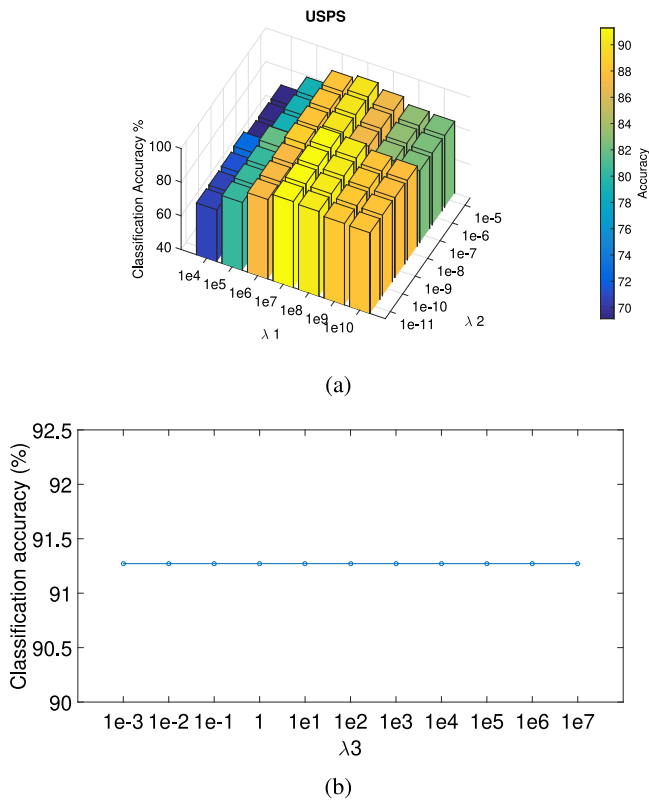 USPS
Classification Accuracy %
100
80
60
40
1e4
1e5
1e6
1e7
1e8
1e9
1e10
λ 1
1e-5
1e-6
1e-7
1e-8
1e-9
1e-10
1e-11
λ 2
90
88
86
84
82
80
78
76
74
72
70
Accuracy
(a)
Classification accuracy (%)
92.5
92
91.5
91
90.5
90
1e-3 1e-2 1e-1 1 1e1 1e2 1e3 1e4 1e5 1e6 1e7
λ3
(b)